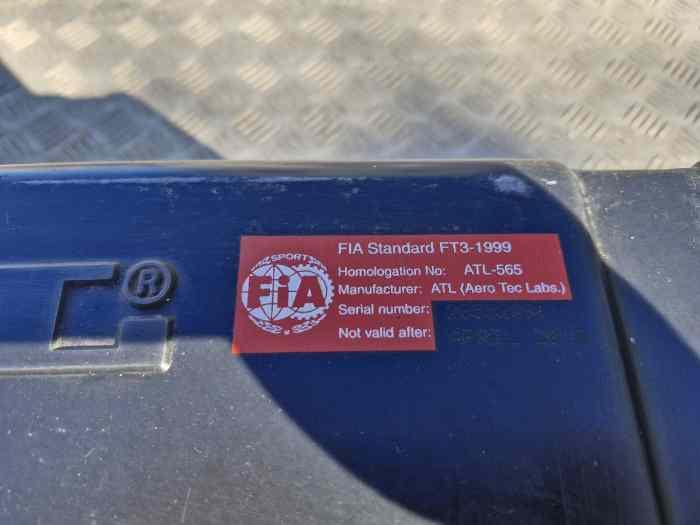 SPORT
FIA
FIA Standard FT3-1999
Homologation No: ATL-565
Manufacturer: ATL (Aero Tec Labs.)
Serial number:
Not valid after:
®